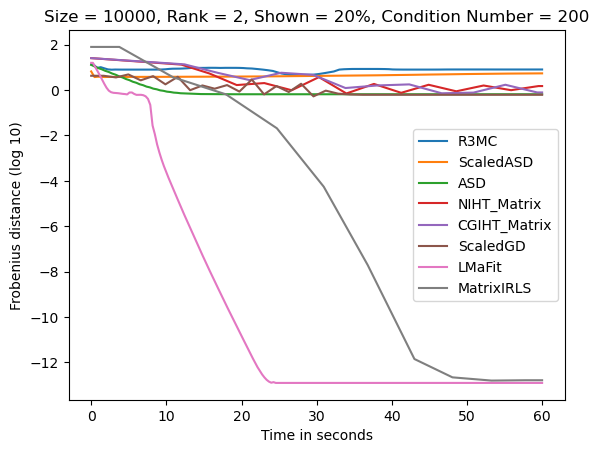 Size = 10000, Rank = 2, Shown = 20%, Condition Number = 200
Frobenius distance (log 10)
2
0
−2
−4
−6
−8
−10
−12
R3MC
ScaledASD
ASD
NIHT_Matrix
CGIHT_Matrix
ScaledGD
LMaFit
MatrixIRLS
0 10 20 30 40 50 60
Time in seconds